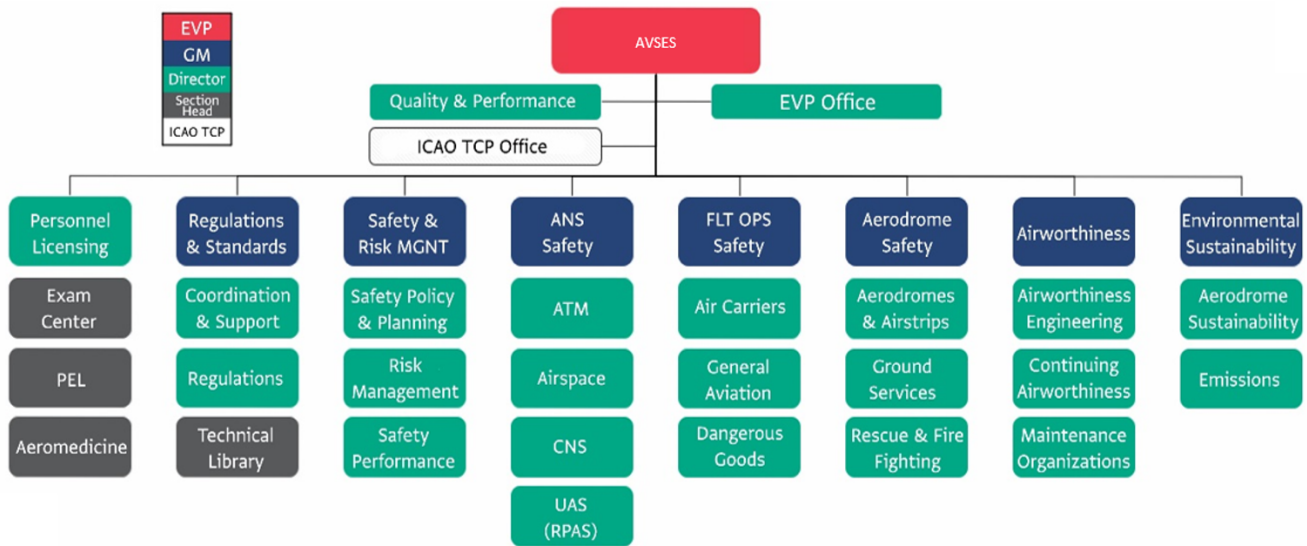 EVP
GM
Director
Section
Head
ICAO TCP
AVSES
Quality & Performance
EVP Office
ICAO TCP Office
Personnel
Licensing
Exam
Center
PEL
Aeromedicine
Regulations
& Standards
Coordination
& Support
Regulations
Technical
Library
Safety &
Risk MGNT
Safety Policy
& Planning
Risk
Management
Safety
Performance
ANS
Safety
ATM
Airspace
CNS
UAS
(RPAS)
FLT OPS
Safety
Air Carriers
General
Aviation
Dangerous
Goods
Aerodrome
Safety
Aerodromes
& Airstrips
Ground
Services
Rescue & Fire
Fighting
Airworthiness
Airworthiness
Engineering
Continuing
Airworthiness
Maintenance
Organizations
Environmental
Sustainability
Aerodrome
Sustainability
Emissions